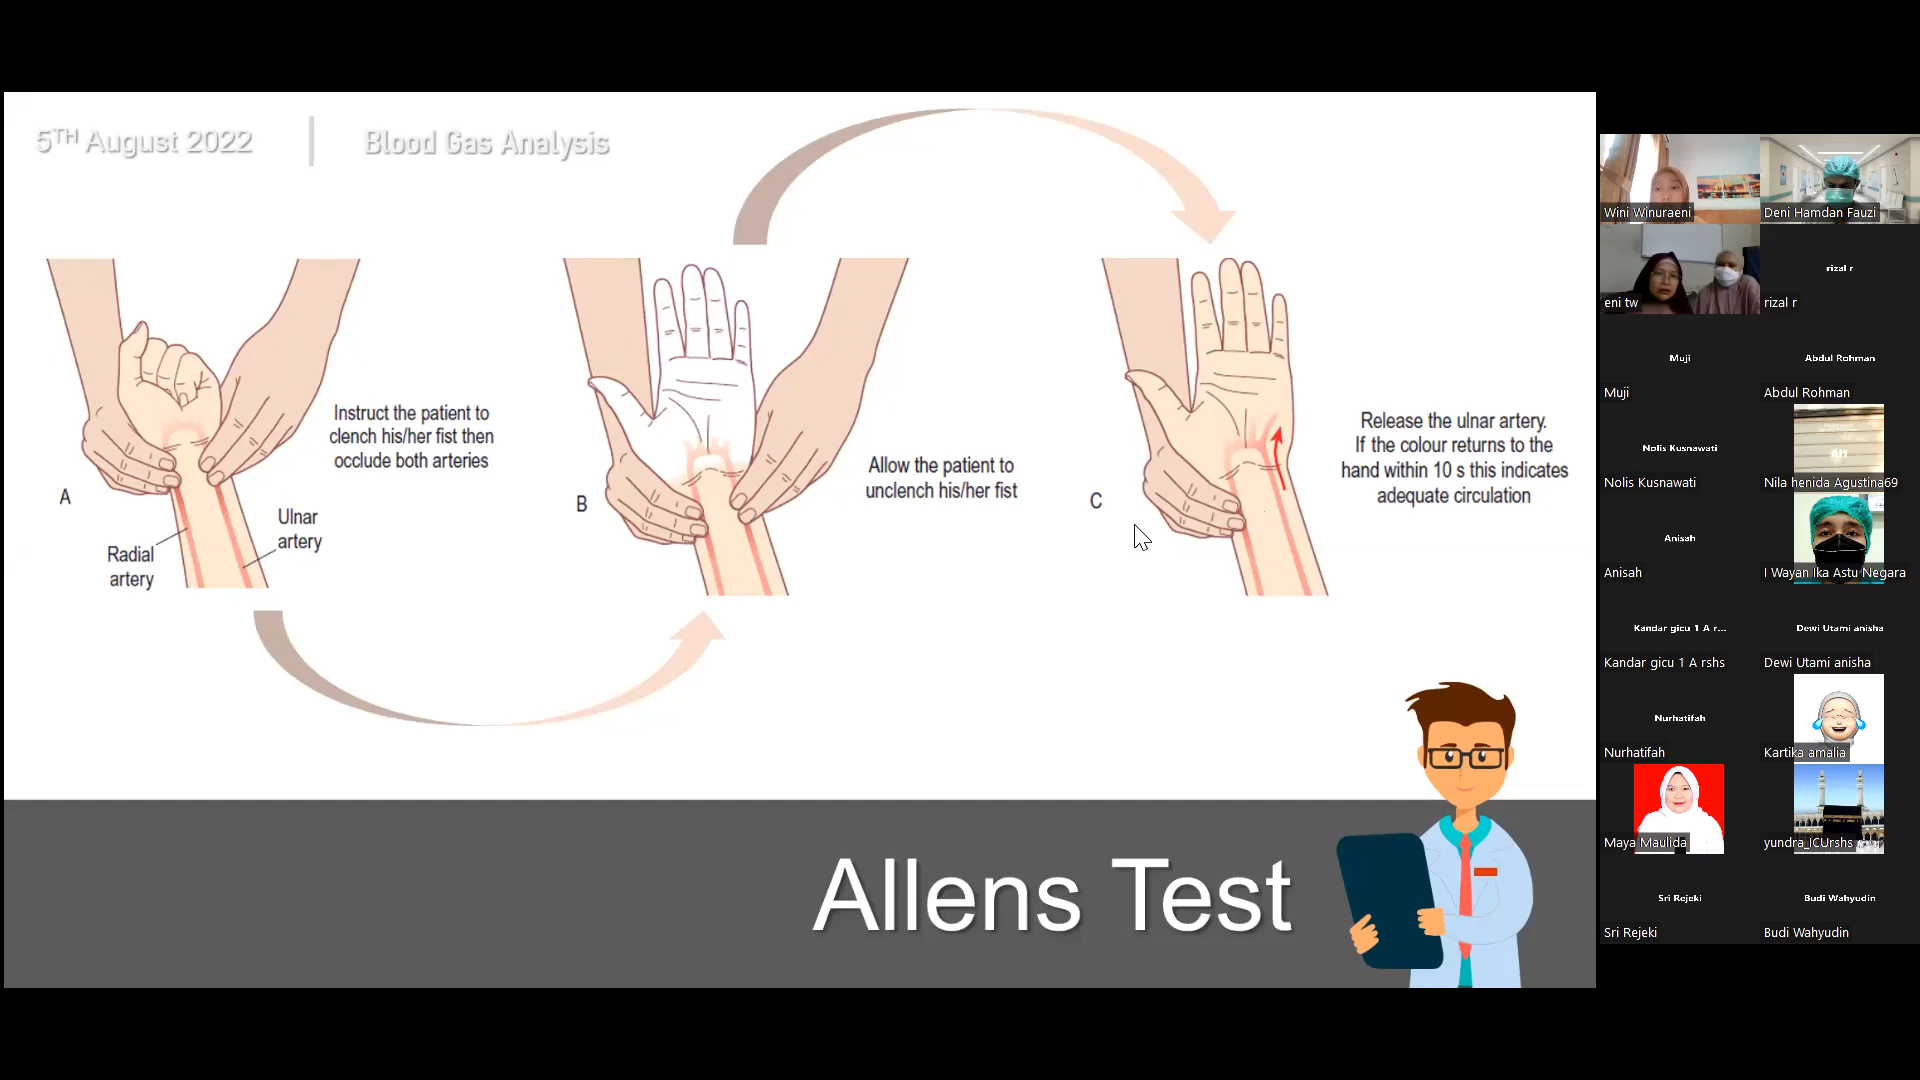 5TH August 2022
Blood Gas Analysis
Instruct the patient to
clench his/her fist then
occlude both arteries
A
Ulnar
artery
Radial
artery
Allow the patient to
unclench his/her fist
B
Release the ulnar artery.
If the colour returns to the
hand within 10 s this indicates
adequate circulation
C
Allens Test
Wini Winuraeni
Deni Hamdan Fauzi
eni tw
rizal r
rizal r
Muji
Muji
Abdul Rohman
Abdul Rohman
Nolis Kusnawati
Nolis Kusnawati
Nila henida Agustina69
Anisah
Anisah
I Wayan Ika Astu Negara
Kandar gicu 1 A r...
Kandar gicu 1 A rshs
Dewi Utami anisha
Dewi Utami anisha
Nurhatifah
Nurhatifah
Kartika amalia
Maya Maulida
yundra_ICUrshs
Sri Rejeki
Sri Rejeki
Budi Wahyudin
Budi Wahyudin